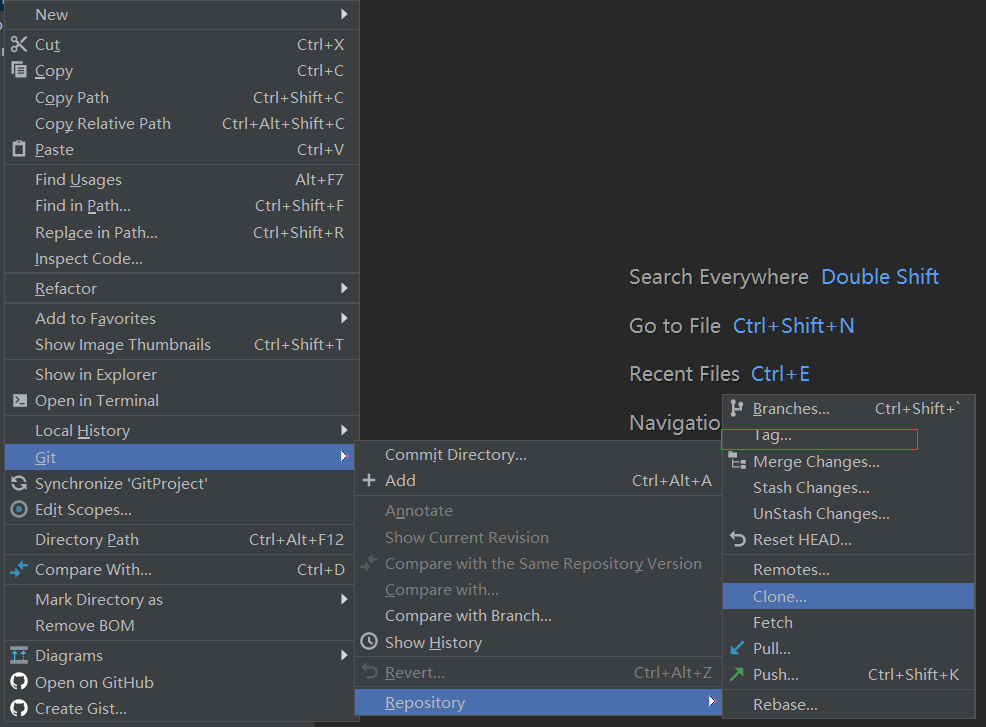 New
Cut Ctrl+X
Copy Ctrl+C
Copy Path Ctrl+Shift+C
Copy Relative Path Ctrl+Alt+Shift+C
Paste Ctrl+V
Find Usages Alt+F7
Find in Path... Ctrl+Shift+F
Replace in Path... Ctrl+Shift+R
Inspect Code...
Refactor
Add to Favorites
Show Image Thumbnails Ctrl+Shift+T
Show in Explorer
Open in Terminal
Local History
Git
Synchronize 'GitProject'
Edit Scopes...
Directory Path Ctrl+Alt+F12
Compare With... Ctrl+D
Mark Directory as
Remove BOM
Diagrams
Open on GitHub
Create Gist...
Commit Directory...
Add Ctrl+Alt+A
Annotate
Show Current Revision
Compare with the Same Repository Version
Compare with...
Compare with Branch...
Show History
Revert... Ctrl+Alt+Z
Repository
Search Everywhere Double Shift
Go to File Ctrl+Shift+N
Recent Files Ctrl+E
Navigatio
Branches... Ctrl+Shift+`
Tag...
Merge Changes...
Stash Changes...
UnStash Changes...
Reset HEAD...
Remotes...
Clone...
Fetch
Pull...
Push... Ctrl+Shift+K
Rebase...